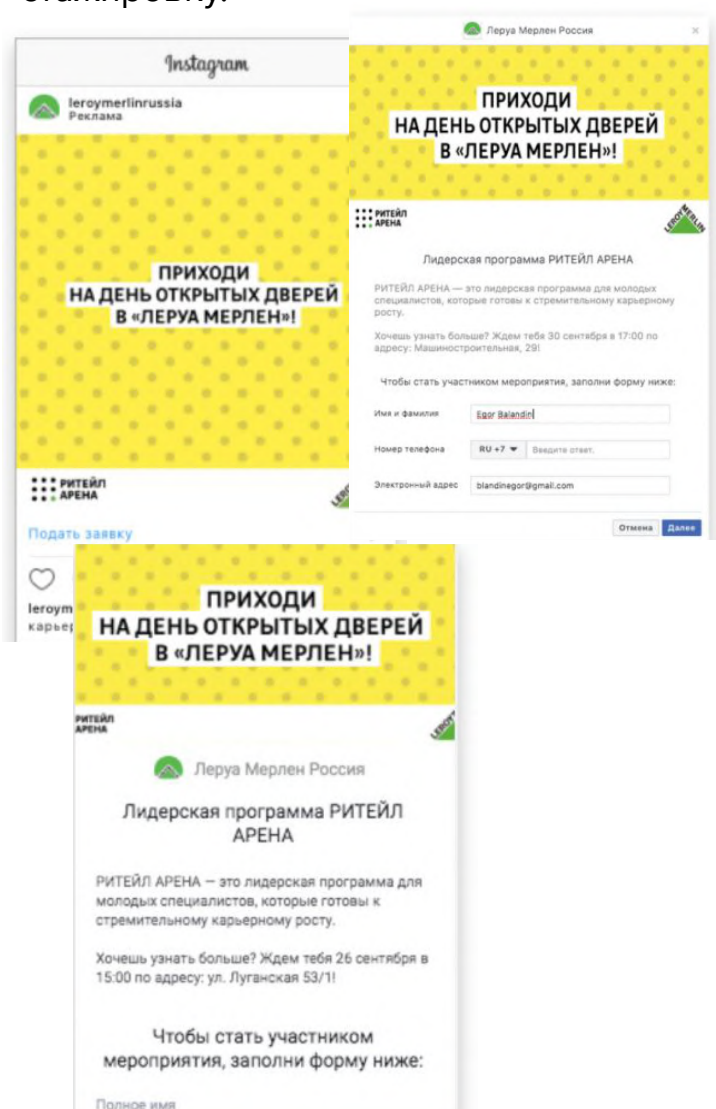 Instagram
leroymerlinrussia
Реклама
ПРИХОДИ
НА ДЕНЬ ОТКРЫТЫХ ДВЕРЕЙ
В «ЛЕРУА МЕРЛЕН»!
РИТЕЙЛ
АРЕНА
Подать заявку
leroym
карьер
Леруа Мерлен Россия
ПРИХОДИ
НА ДЕНЬ ОТКРЫТЫХ ДВЕРЕЙ
В «ЛЕРУА МЕРЛЕН»!
РИТЕЙЛ
АРЕНА
LEROY MERLIN
Лидерская программа РИТЕЙЛ АРЕНА
РИТЕЙЛ АРЕНА — это лидерская программа для молодых
специалистов, которые готовы к стремительному карьерному
росту.
Хочешь узнать больше? Ждем тебя 30 сентября в 17:00 по
адресу: Машиностроительная, 29!
Чтобы стать участником мероприятия, заполни форму ниже:
Имя и фамилия Egor Balandin
Номер телефона RU +7 Введите ответ.
Электронный адрес blandinegor@gmail.com
Отмена Далее
ПРИХОДИ
НА ДЕНЬ ОТКРЫТЫХ ДВЕРЕЙ
В «ЛЕРУА МЕРЛЕН»!
РИТЕЙЛ
АРЕНА
Леруа Мерлен Россия
Лидерская программа РИТЕЙЛ
АРЕНА
РИТЕЙЛ АРЕНА — это лидерская программа для
молодых специалистов, которые готовы к
стремительному карьерному росту.
Хочешь узнать больше? Ждем тебя 26 сентября в
15:00 по адресу: ул. Луганская 53/1!
Чтобы стать участником
мероприятия, заполни форму ниже:
Полное имя